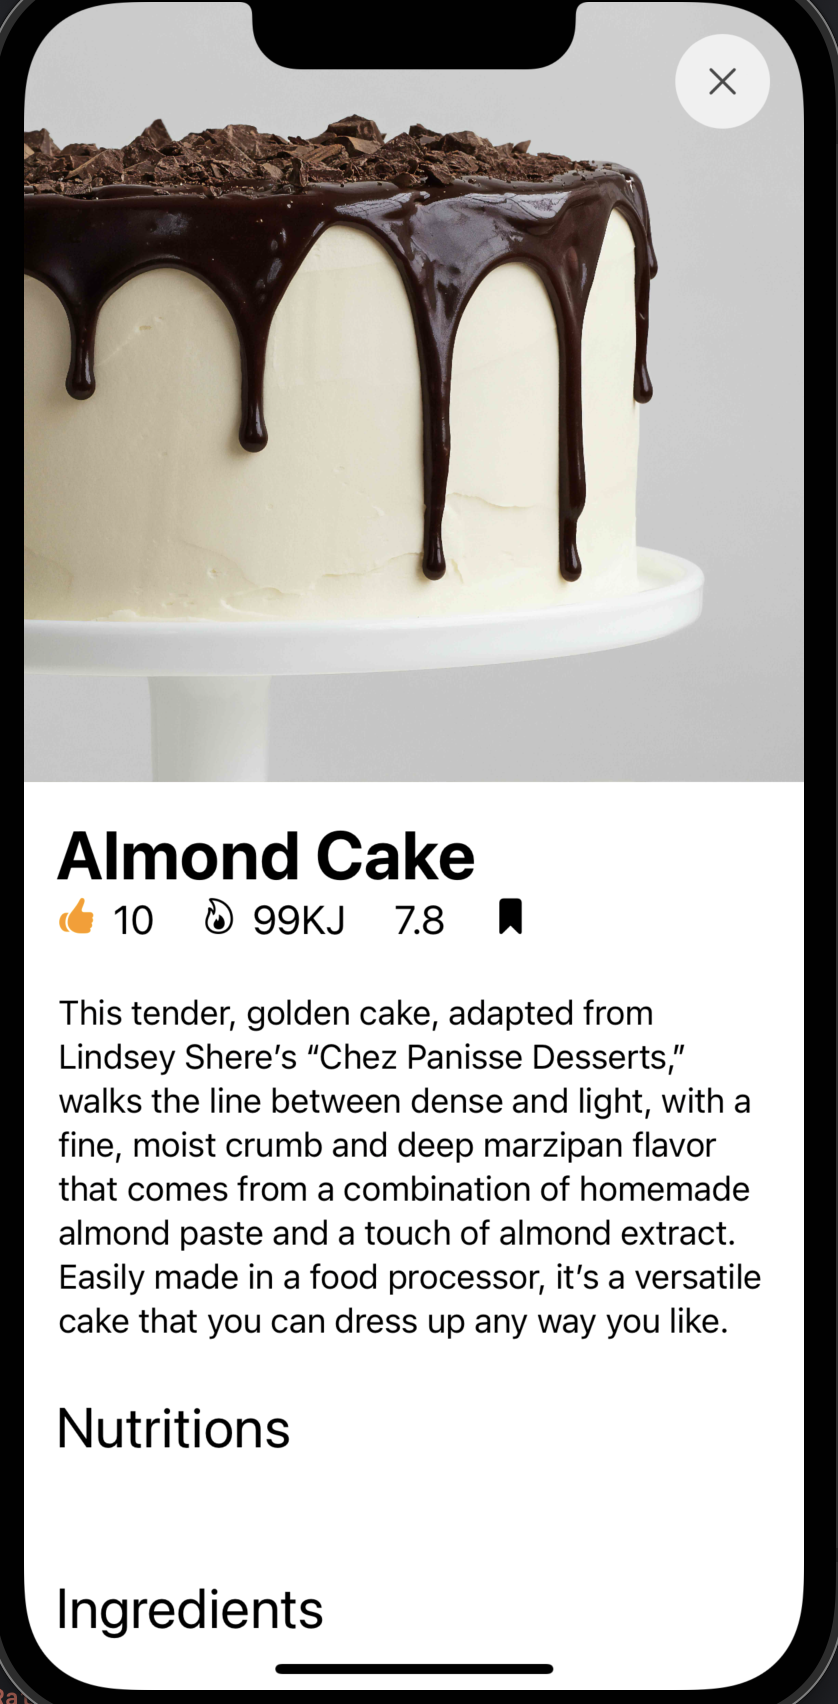 Almond Cake
10 99KJ 7.8
This tender, golden cake, adapted from
Lindsey Shere’s “Chez Panisse Desserts,”
walks the line between dense and light, with a
fine, moist crumb and deep marzipan flavor
that comes from a combination of homemade
almond paste and a touch of almond extract.
Easily made in a food processor, it’s a versatile
cake that you can dress up any way you like.
Nutritions
Ingredients